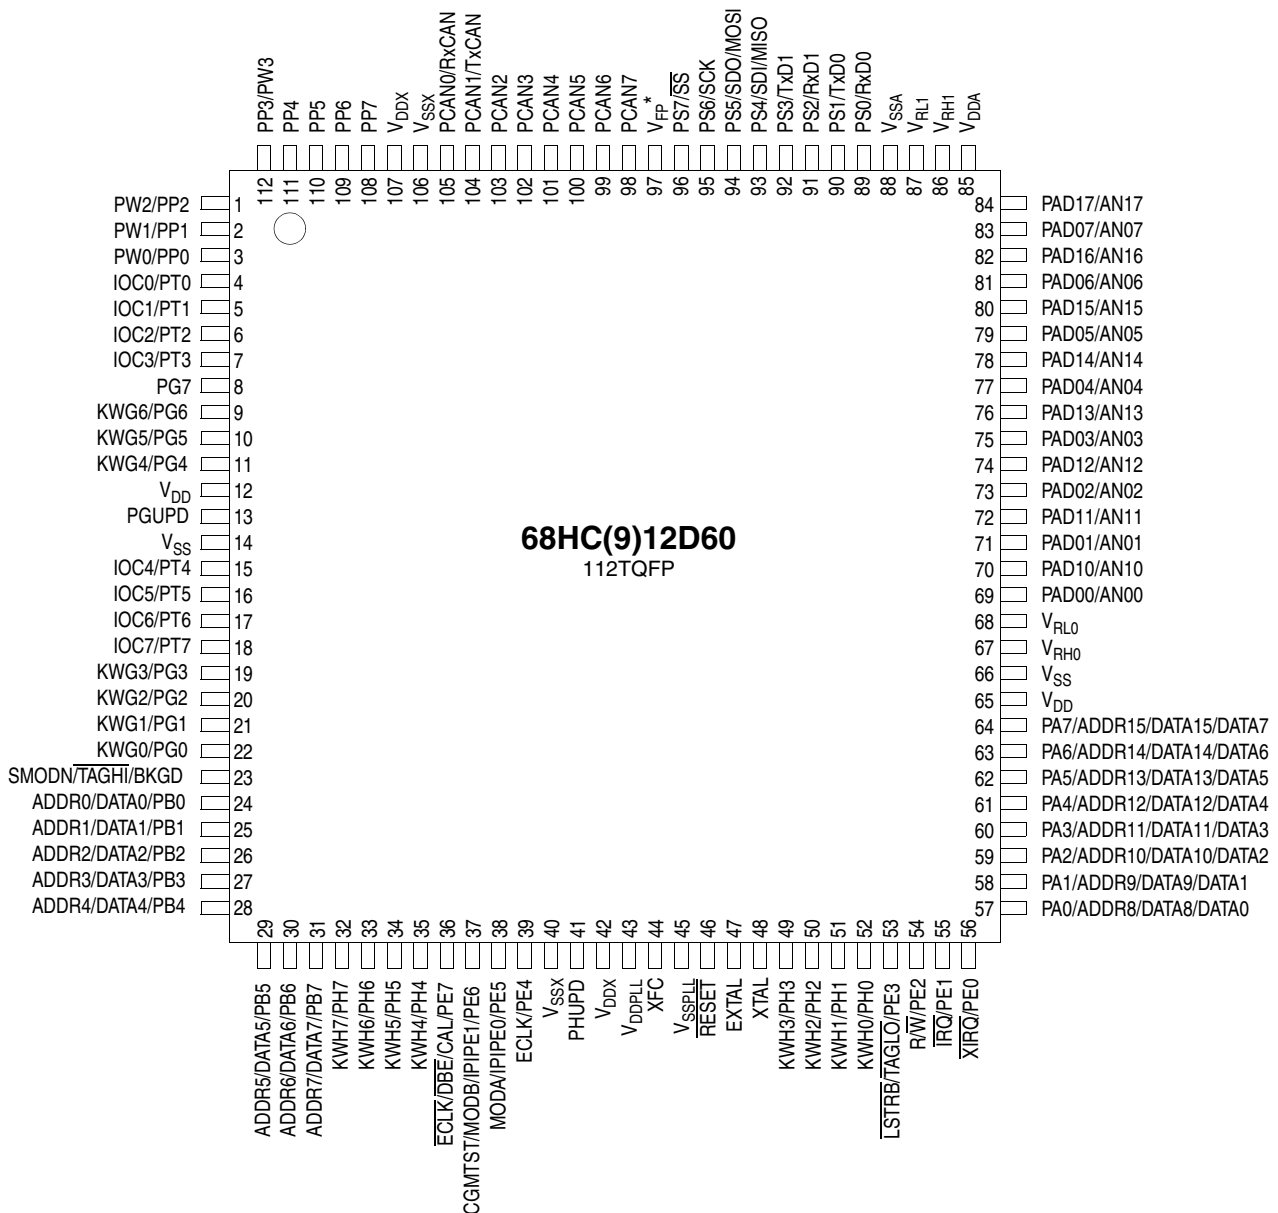 PP3/PW3
PP4
PP5
PP6
PP7
VDDX
VSSX
PCAN0/RxCAN
PCAN1/TxCAN
PCAN2
PCAN3
PCAN4
PCAN5
PCAN6
PCAN7
VFP*
PS7/SS
PS6/SCK
PS5/SDO/MOSI
PS4/SDI/MISO
PS3/TxD1
PS2/RxD1
PS1/TxD0
PS0/RxD0
VSSA
VRL1
VRH1
VDDA
112
111
110
109
108
107
106
105
104
103
102
101
100
99
98
97
96
95
94
93
92
91
90
89
88
87
86
85
PW2/PP2 1
PW1/PP1 2
PW0/PP0 3
IOC0/PT0 4
IOC1/PT1 5
IOC2/PT2 6
IOC3/PT3 7
PG7 8
KWG6/PG6 9
KWG5/PG5 10
KWG4/PG4 11
VDD 12
PGUPD 13
VSS 14
IOC4/PT4 15
IOC5/PT5 16
IOC6/PT6 17
IOC7/PT7 18
KWG3/PG3 19
KWG2/PG2 20
KWG1/PG1 21
KWG0/PG0 22
SMODN/TAGHI/BKGD 23
ADDR0/DATA0/PB0 24
ADDR1/DATA1/PB1 25
ADDR2/DATA2/PB2 26
ADDR3/DATA3/PB3 27
ADDR4/DATA4/PB4 28
68HC(9)12D60
112TQFP
84 PAD17/AN17
83 PAD07/AN07
82 PAD16/AN16
81 PAD06/AN06
80 PAD15/AN15
79 PAD05/AN05
78 PAD14/AN14
77 PAD04/AN04
76 PAD13/AN13
75 PAD03/AN03
74 PAD12/AN12
73 PAD02/AN02
72 PAD11/AN11
71 PAD01/AN01
70 PAD10/AN10
69 PAD00/AN00
68 VRL0
67 VRH0
66 VSS
65 VDD
64 PA7/ADDR15/DATA15/DATA7
63 PA6/ADDR14/DATA14/DATA6
62 PA5/ADDR13/DATA13/DATA5
61 PA4/ADDR12/DATA12/DATA4
60 PA3/ADDR11/DATA11/DATA3
59 PA2/ADDR10/DATA10/DATA2
58 PA1/ADDR9/DATA9/DATA1
57 PA0/ADDR8/DATA8/DATA0
29
30
31
32
33
34
35
36
37
38
39
40
41
42
43
44
45
46
47
48
49
50
51
52
53
54
55
56
ADDR5/DATA5/PB5
ADDR6/DATA6/PB6
ADDR7/DATA7/PB7
KWH7/PH7
KWH6/PH6
KWH5/PH5
KWH4/PH4
ECLK/DBE/CAL/PE7
CGMTST/MODB/IPIPE1/PE6
MODA/IPIPE0/PE5
ECLK/PE4
VSSX
PHUPD
VDDX
VDDPLL
XFC
VSSPLL
RESET
EXTAL
XTAL
KWH3/PH3
KWH2/PH2
KWH1/PH1
KWH0/PH0
LSTRB/TAGLO/PE3
R/W/PE2
IRQ/PE1
XIRQ/PE0